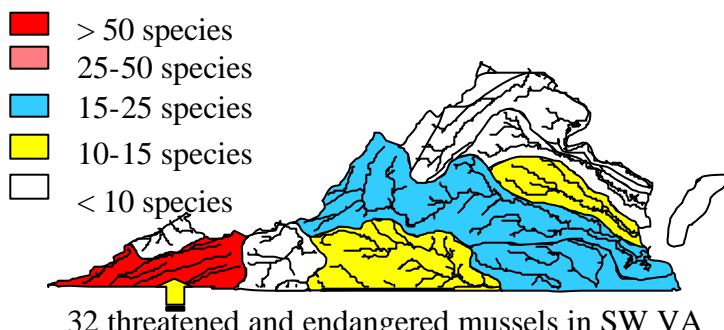 > 50 species
25-50 species
15-25 species
10-15 species
< 10 species
32 threatened and endangered mussels in SW VA